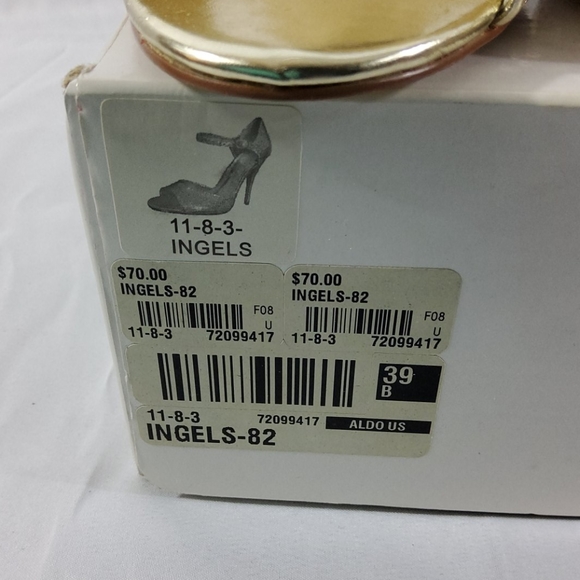 11-8-3-
INGELS
$70.00
INGELS-82
F08
U
11-8-3 72099417
$70.00
INGELS-82
F08
U
11-8-3 72099417
39
B
11-8-3 72099417 ALDO US
INGELS-82